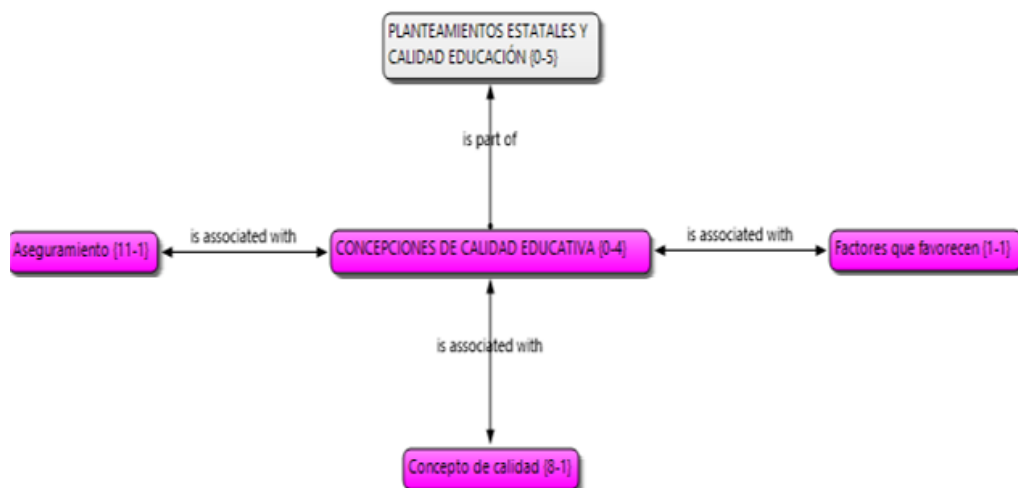 PLANTEAMIENTOS ESTATALES Y
CALIDAD EDUCACIÓN {0-5}
is part of
Aseguramiento {11-1}
is associated with
CONCEPCIONES DE CALIDAD EDUCATIVA {0-4}
is associated with
Factores que favorecen {1-1}
is associated with
Concepto de calidad {8-1}